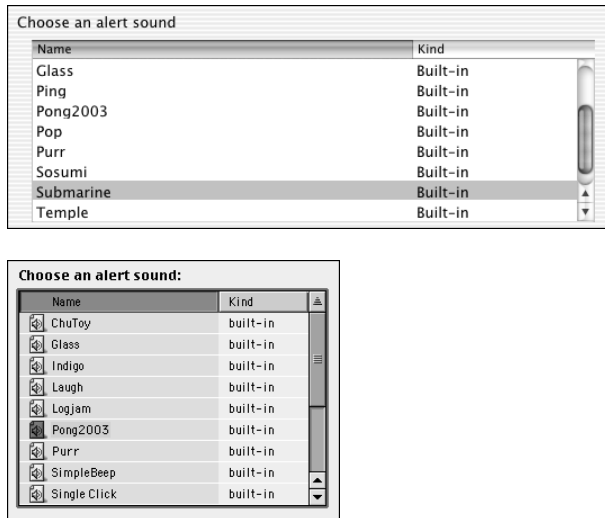 Choose an alert sound
Name Kind
Glass Built-in
Ping Built-in
Pong2003 Built-in
Pop Built-in
Purr Built-in
Sosumi Built-in
Submarine Built-in
Temple Built-in
Choose an alert sound:
Name Kind
ChuToy built-in
Glass built-in
Indigo built-in
Laugh built-in
Logjam built-in
Pong2003 built-in
Purr built-in
SimpleBeep built-in
Single Click built-in